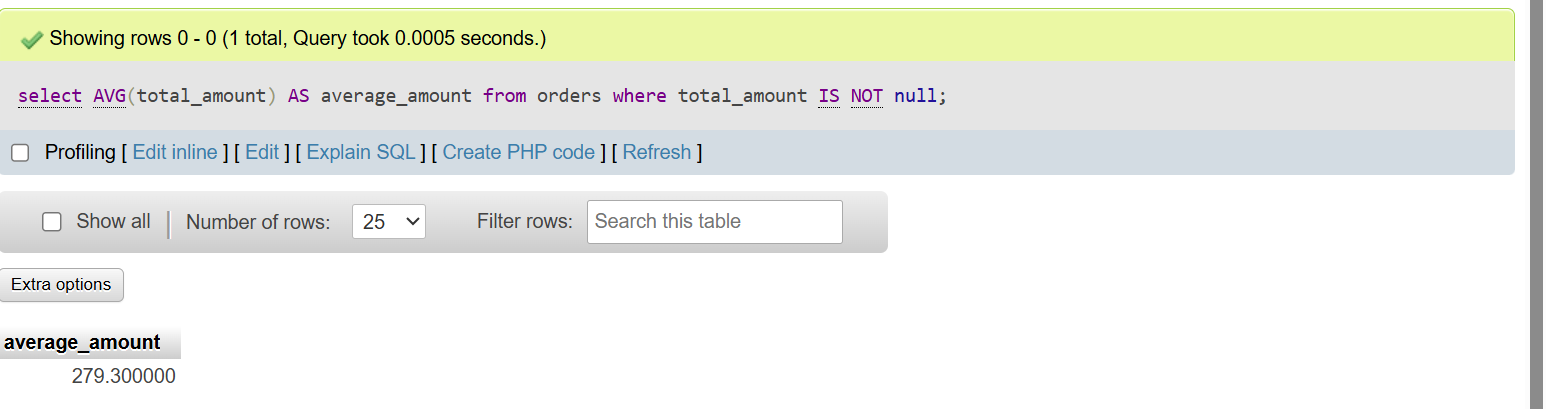 Showing rows 0 - 0 (1 total, Query took 0.0005 seconds.)
select AVG(total_amount) AS average_amount from orders where total_amount IS NOT null;
Profiling [ Edit inline ] [ Edit ] [ Explain SQL ] [ Create PHP code ] [ Refresh ]
Show all | Number of rows: 25 Filter rows: Search this table
Extra options
average_amount
279.300000